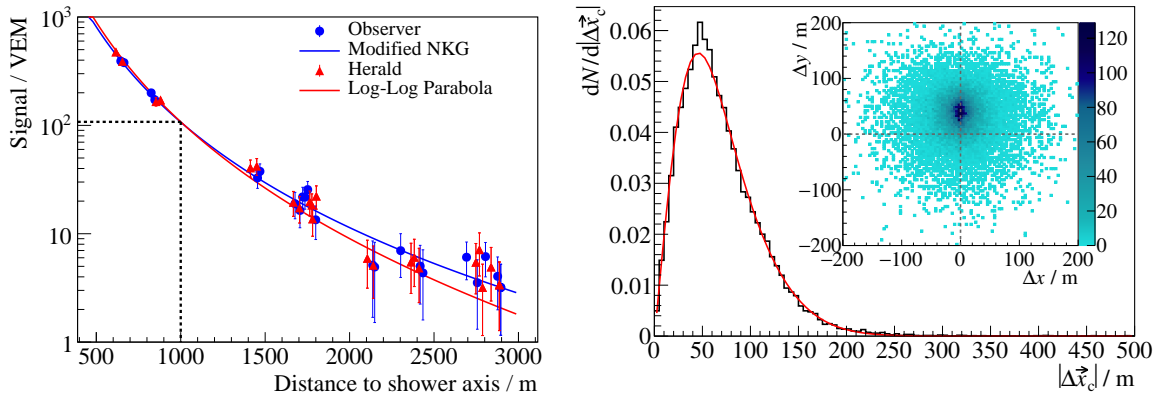 Signal / VEM
10³
10²
10
1
Observer
Modified NKG
Herald
Log-Log Parabola
500 1000 1500 2000 2500 3000
Distance to shower axis / m
dN/d|Δx⃗c|
0.06
0.05
0.04
0.03
0.02
0.01
0
0 50 100 150 200 250 300 350 400 450 500
|Δx⃗c| / m
Δy / m
200
100
0
−100
−200
−200 −100 0 100 200
Δx / m
120
100
80
60
40
20
0